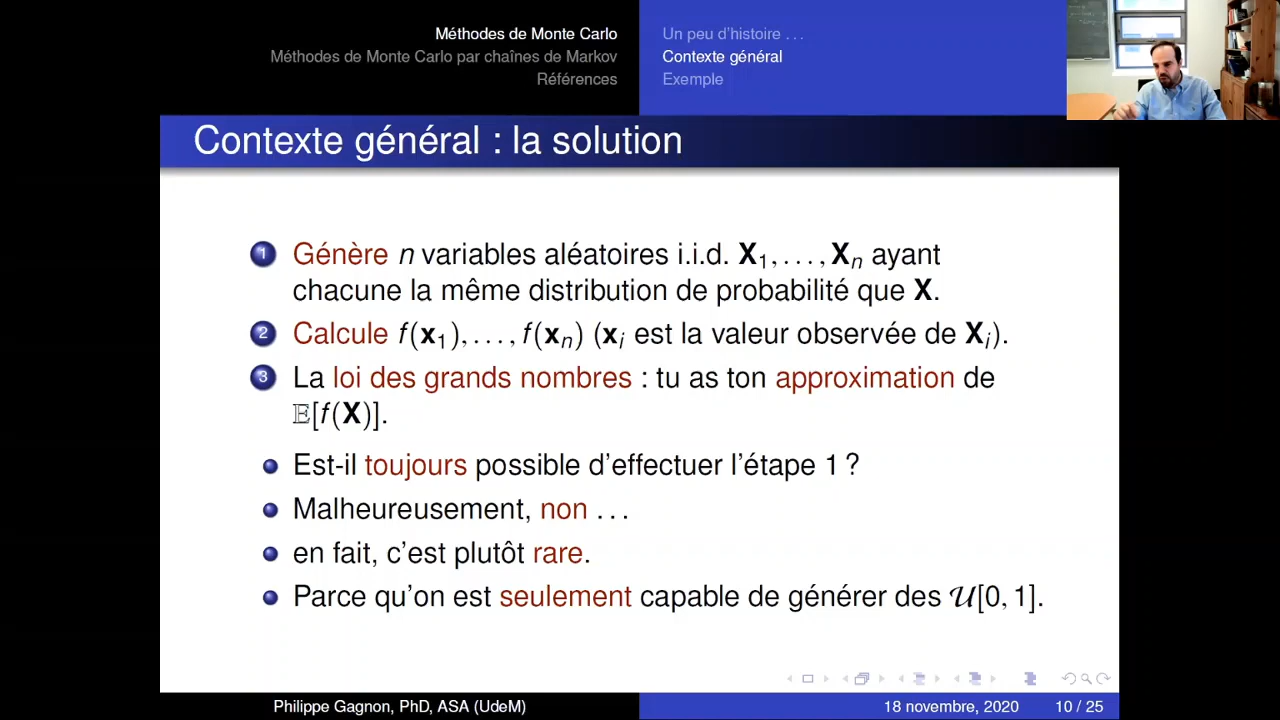 Méthodes de Monte Carlo
Méthodes de Monte Carlo par chaînes de Markov
Références
Un peu d'histoire . . .
Contexte général
Exemple
Contexte général : la solution
1 Génère n variables aléatoires i.i.d. X₁, . . . , Xₙ ayant
chacune la même distribution de probabilité que X.
2 Calcule f(x₁), . . . , f(xₙ) (xᵢ est la valeur observée de Xᵢ).
3 La loi des grands nombres : tu as ton approximation de
𝔼[f(X)].
Est-il toujours possible d'effectuer l'étape 1 ?
Malheureusement, non . . .
en fait, c'est plutôt rare.
Parce qu'on est seulement capable de générer des 𝒰[0, 1].
Philippe Gagnon, PhD, ASA (UdeM)
18 novembre, 2020
10 / 25